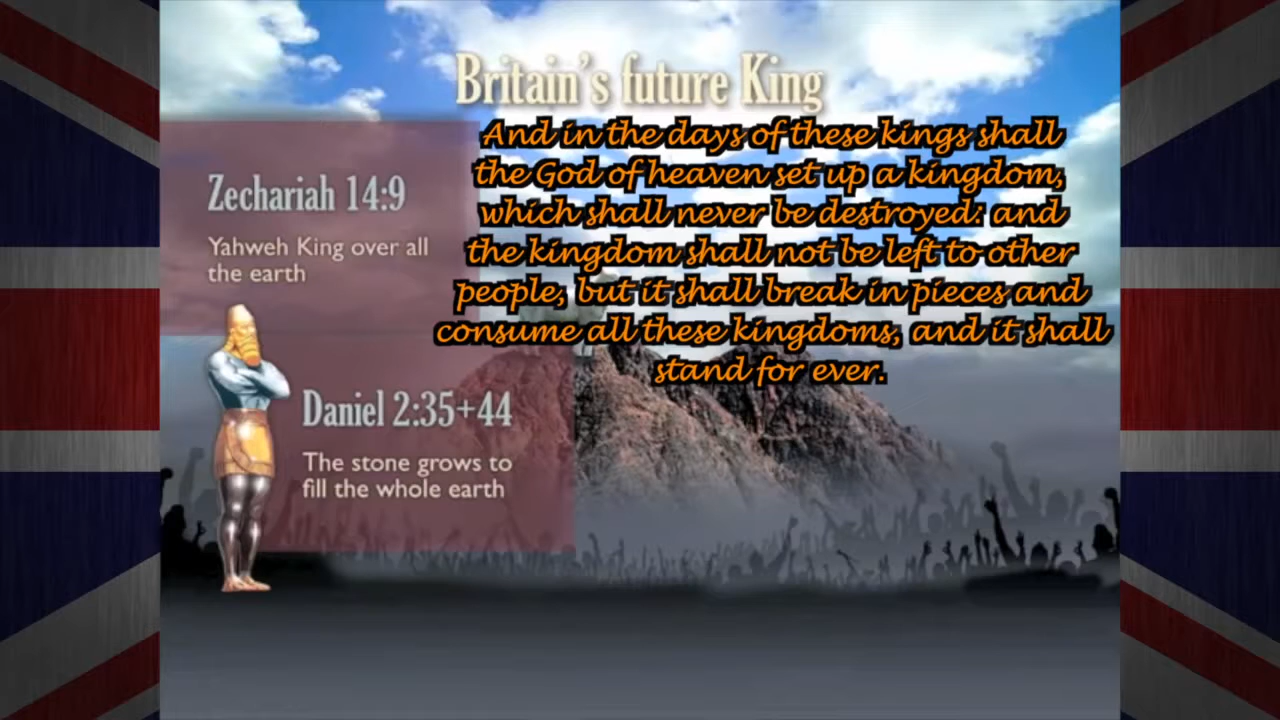 Britain's future King
And in the days of these kings shall
the God of heaven set up a kingdom,
which shall never be destroyed: and
the kingdom shall not be left to other
people, but it shall break in pieces and
consume all these kingdoms, and it shall
stand for ever.
Zechariah 14:9
Yahweh King over all
the earth
Daniel 2:35+44
The stone grows to
fill the whole earth